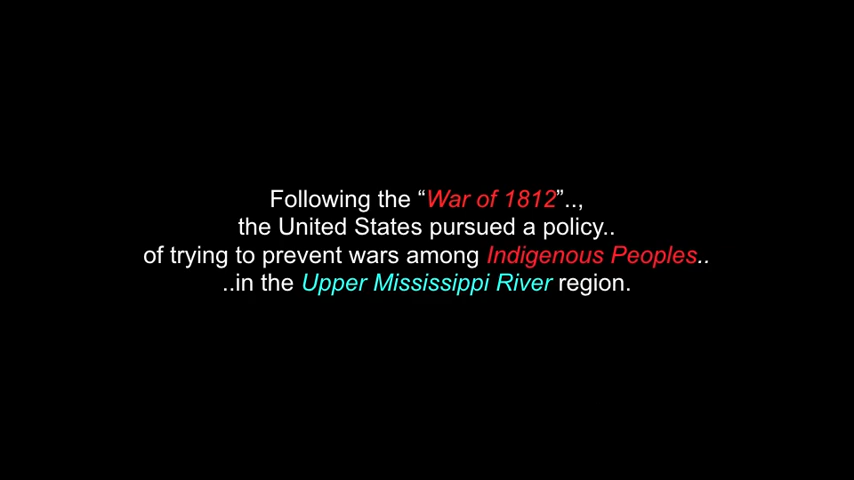 Following the “War of 1812”..,
the United States pursued a policy..
of trying to prevent wars among Indigenous Peoples..
..in the Upper Mississippi River region.